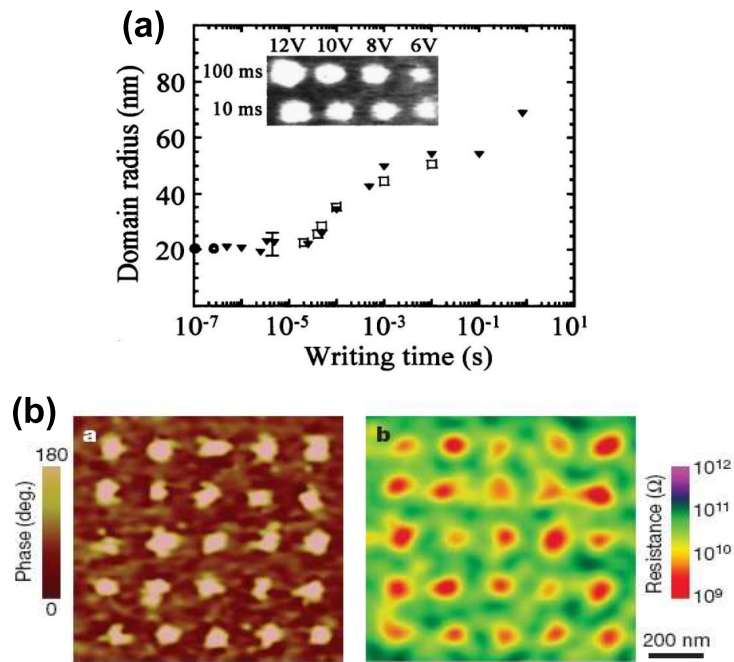 (a)
12V 10V 8V 6V
100 ms
10 ms
Domain radius (nm)
80
60
40
20
10⁻⁷ 10⁻⁵ 10⁻³ 10⁻¹ 10¹
Writing time (s)
(b)
a
180
Phase (deg.)
0
b
Resistance (Ω)
10¹²
10¹¹
10¹⁰
10⁹
200 nm